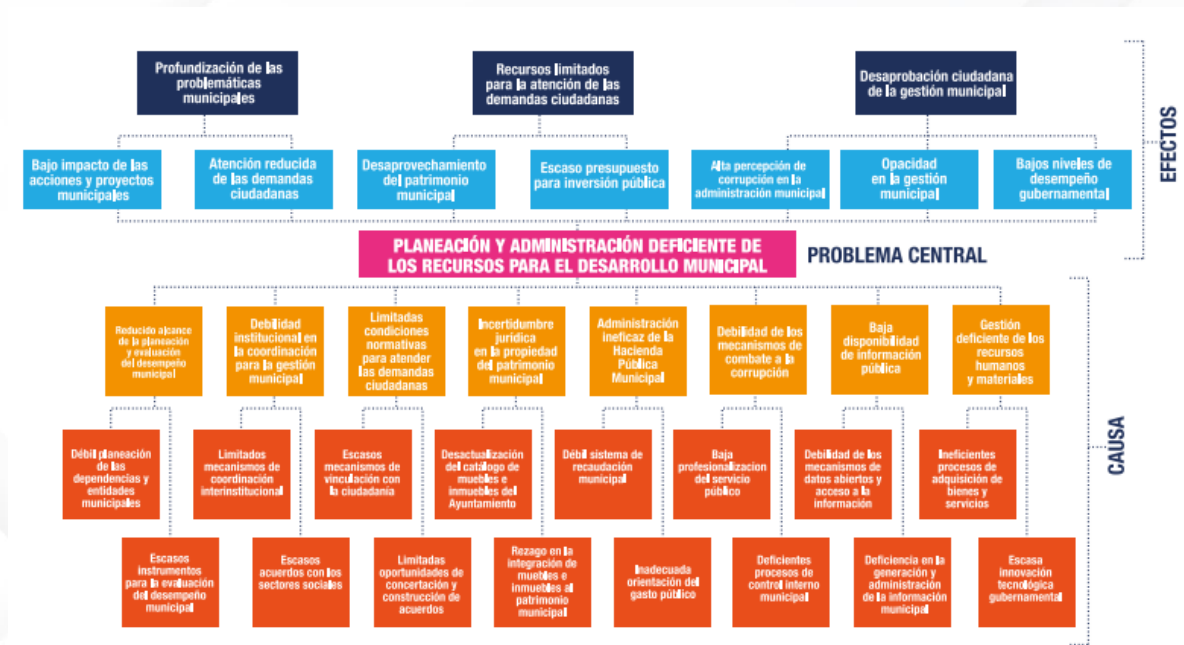 Profundización de las
problemáticas
municipales
Recursos limitados
para la atención de las
demandas ciudadanas
Desaprobación ciudadana
de la gestión municipal
Bajo impacto de las
acciones y proyectos
municipales
Atención reducida
de las demandas
ciudadanas
Desaprovechamiento
del patrimonio
municipal
Escaso presupuesto
para inversión pública
Alta percepción de
corrupción en la
administración municipal
Opacidad
en la gestión
municipal
Bajos niveles de
desempeño
gubernamental
EFECTOS
PLANEACIÓN Y ADMINISTRACIÓN DEFICIENTE DE
LOS RECURSOS PARA EL DESARROLLO MUNICIPAL
PROBLEMA CENTRAL
Reducido alcance
de la planeación
y evaluación
del desempeño
municipal
Debilidad
institucional en
la coordinación
para la gestión
municipal
Limitadas
condiciones
normativas
para atender
las demandas
ciudadanas
Incertidumbre
jurídica
en la propiedad
del patrimonio
municipal
Administración
ineficaz de la
Hacienda
Pública
Municipal
Debilidad de los
mecanismos de
combate a la
corrupción
Baja
disponibilidad
de información
pública
Gestión
deficiente de los
recursos
humanos
y materiales
Débil planeación
de las
dependencias y
entidades
municipales
Limitados
mecanismos de
coordinación
interinstitucional
Escasos
mecanismos de
vinculación con
la ciudadanía
Desactualización
del catálogo de
muebles e
inmuebles del
Ayuntamiento
Débil sistema de
recaudación
municipal
Baja
profesionalizacion
del servicio
público
Debilidad de los
mecanismos de
datos abiertos y
acceso a la
información
Ineficientes
procesos de
adquisición de
bienes y
servicios
CAUSA
Escasos
instrumentos
para la evaluación
del desempeño
municipal
Escasos
acuerdos con los
sectores sociales
Limitadas
oportunidades de
concertación y
construcción de
acuerdos
Rezago en la
integración de
muebles e
inmuebles al
patrimonio
municipal
Inadecuada
orientación del
gasto público
Deficientes
procesos de
control interno
municipal
Deficiencia en la
generación y
administración
de la información
municipal
Escasa
innovación
tecnológica
gubernamental